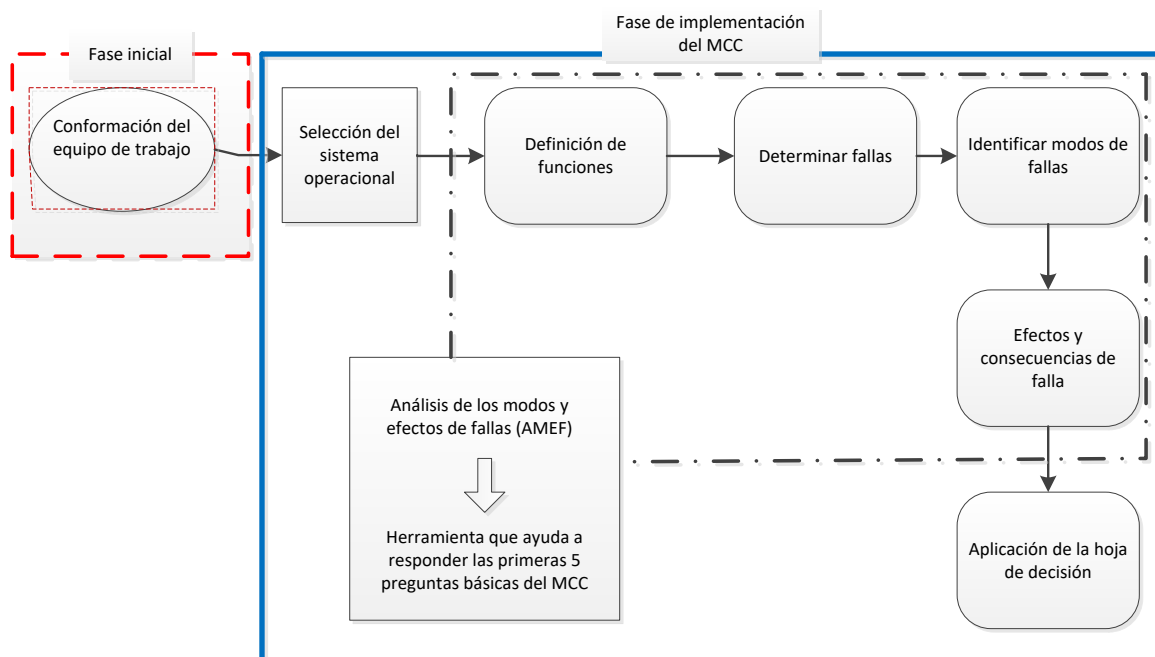 Fase de implementación
del MCC
Fase inicial
Conformación del
equipo de trabajo
Selección del
sistema
operacional
Definición de
funciones
Determinar fallas
Identificar modos de
fallas
Efectos y
consecuencias de
falla
Análisis de los modos y
efectos de fallas (AMEF)
Herramienta que ayuda a
responder las primeras 5
preguntas básicas del MCC
Aplicación de la hoja
de decisión